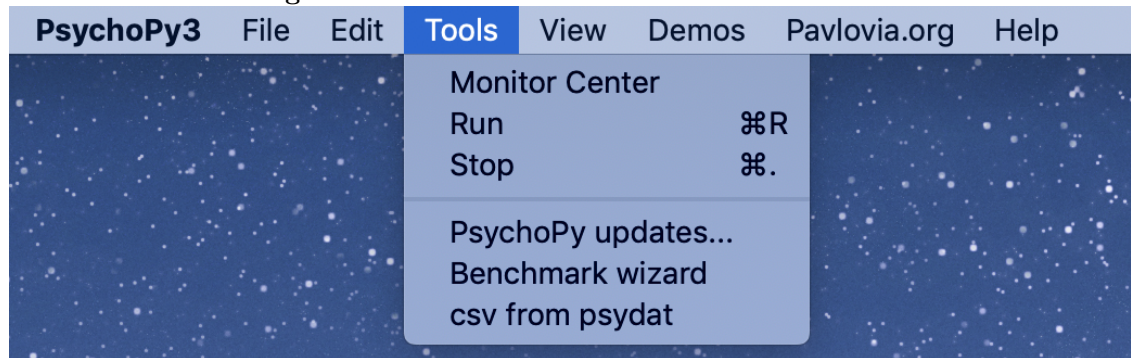 PsychoPy3 File Edit Tools View Demos Pavlovia.org Help
Monitor Center
Run ⌘R
Stop ⌘.
PsychoPy updates...
Benchmark wizard
csv from psydat